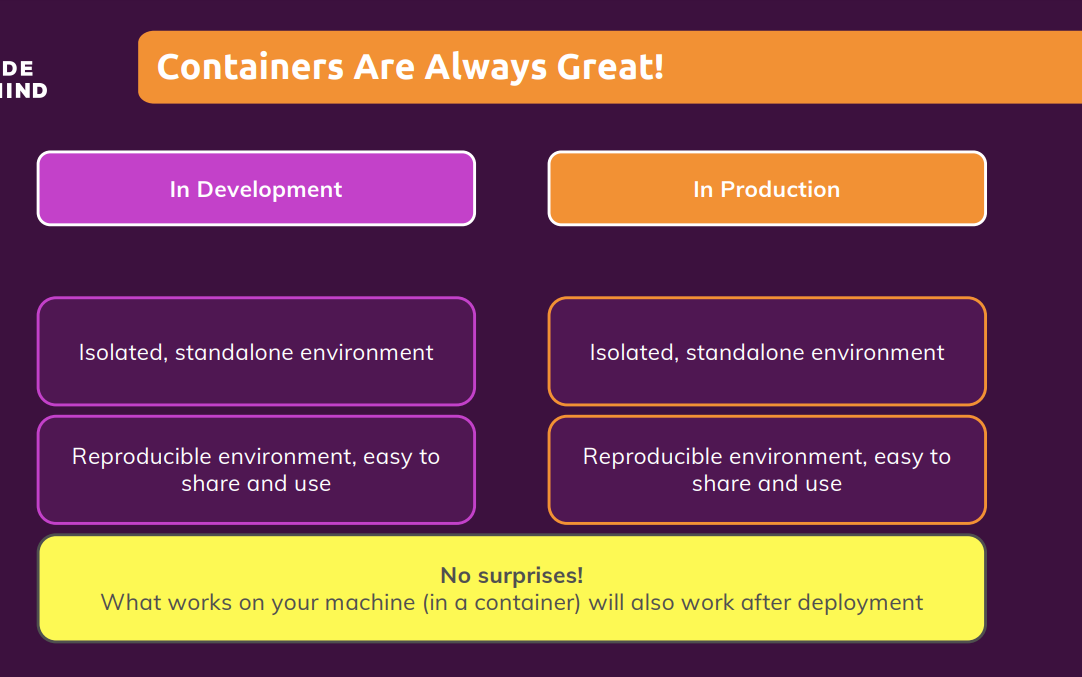 DE
Containers Are Always Great!
In Development
In Production
Isolated, standalone environment
Isolated, standalone environment
Reproducible environment, easy to
share and use
Reproducible environment, easy to
share and use
No surprises!
What works on your machine (in a container) will also work after deployment